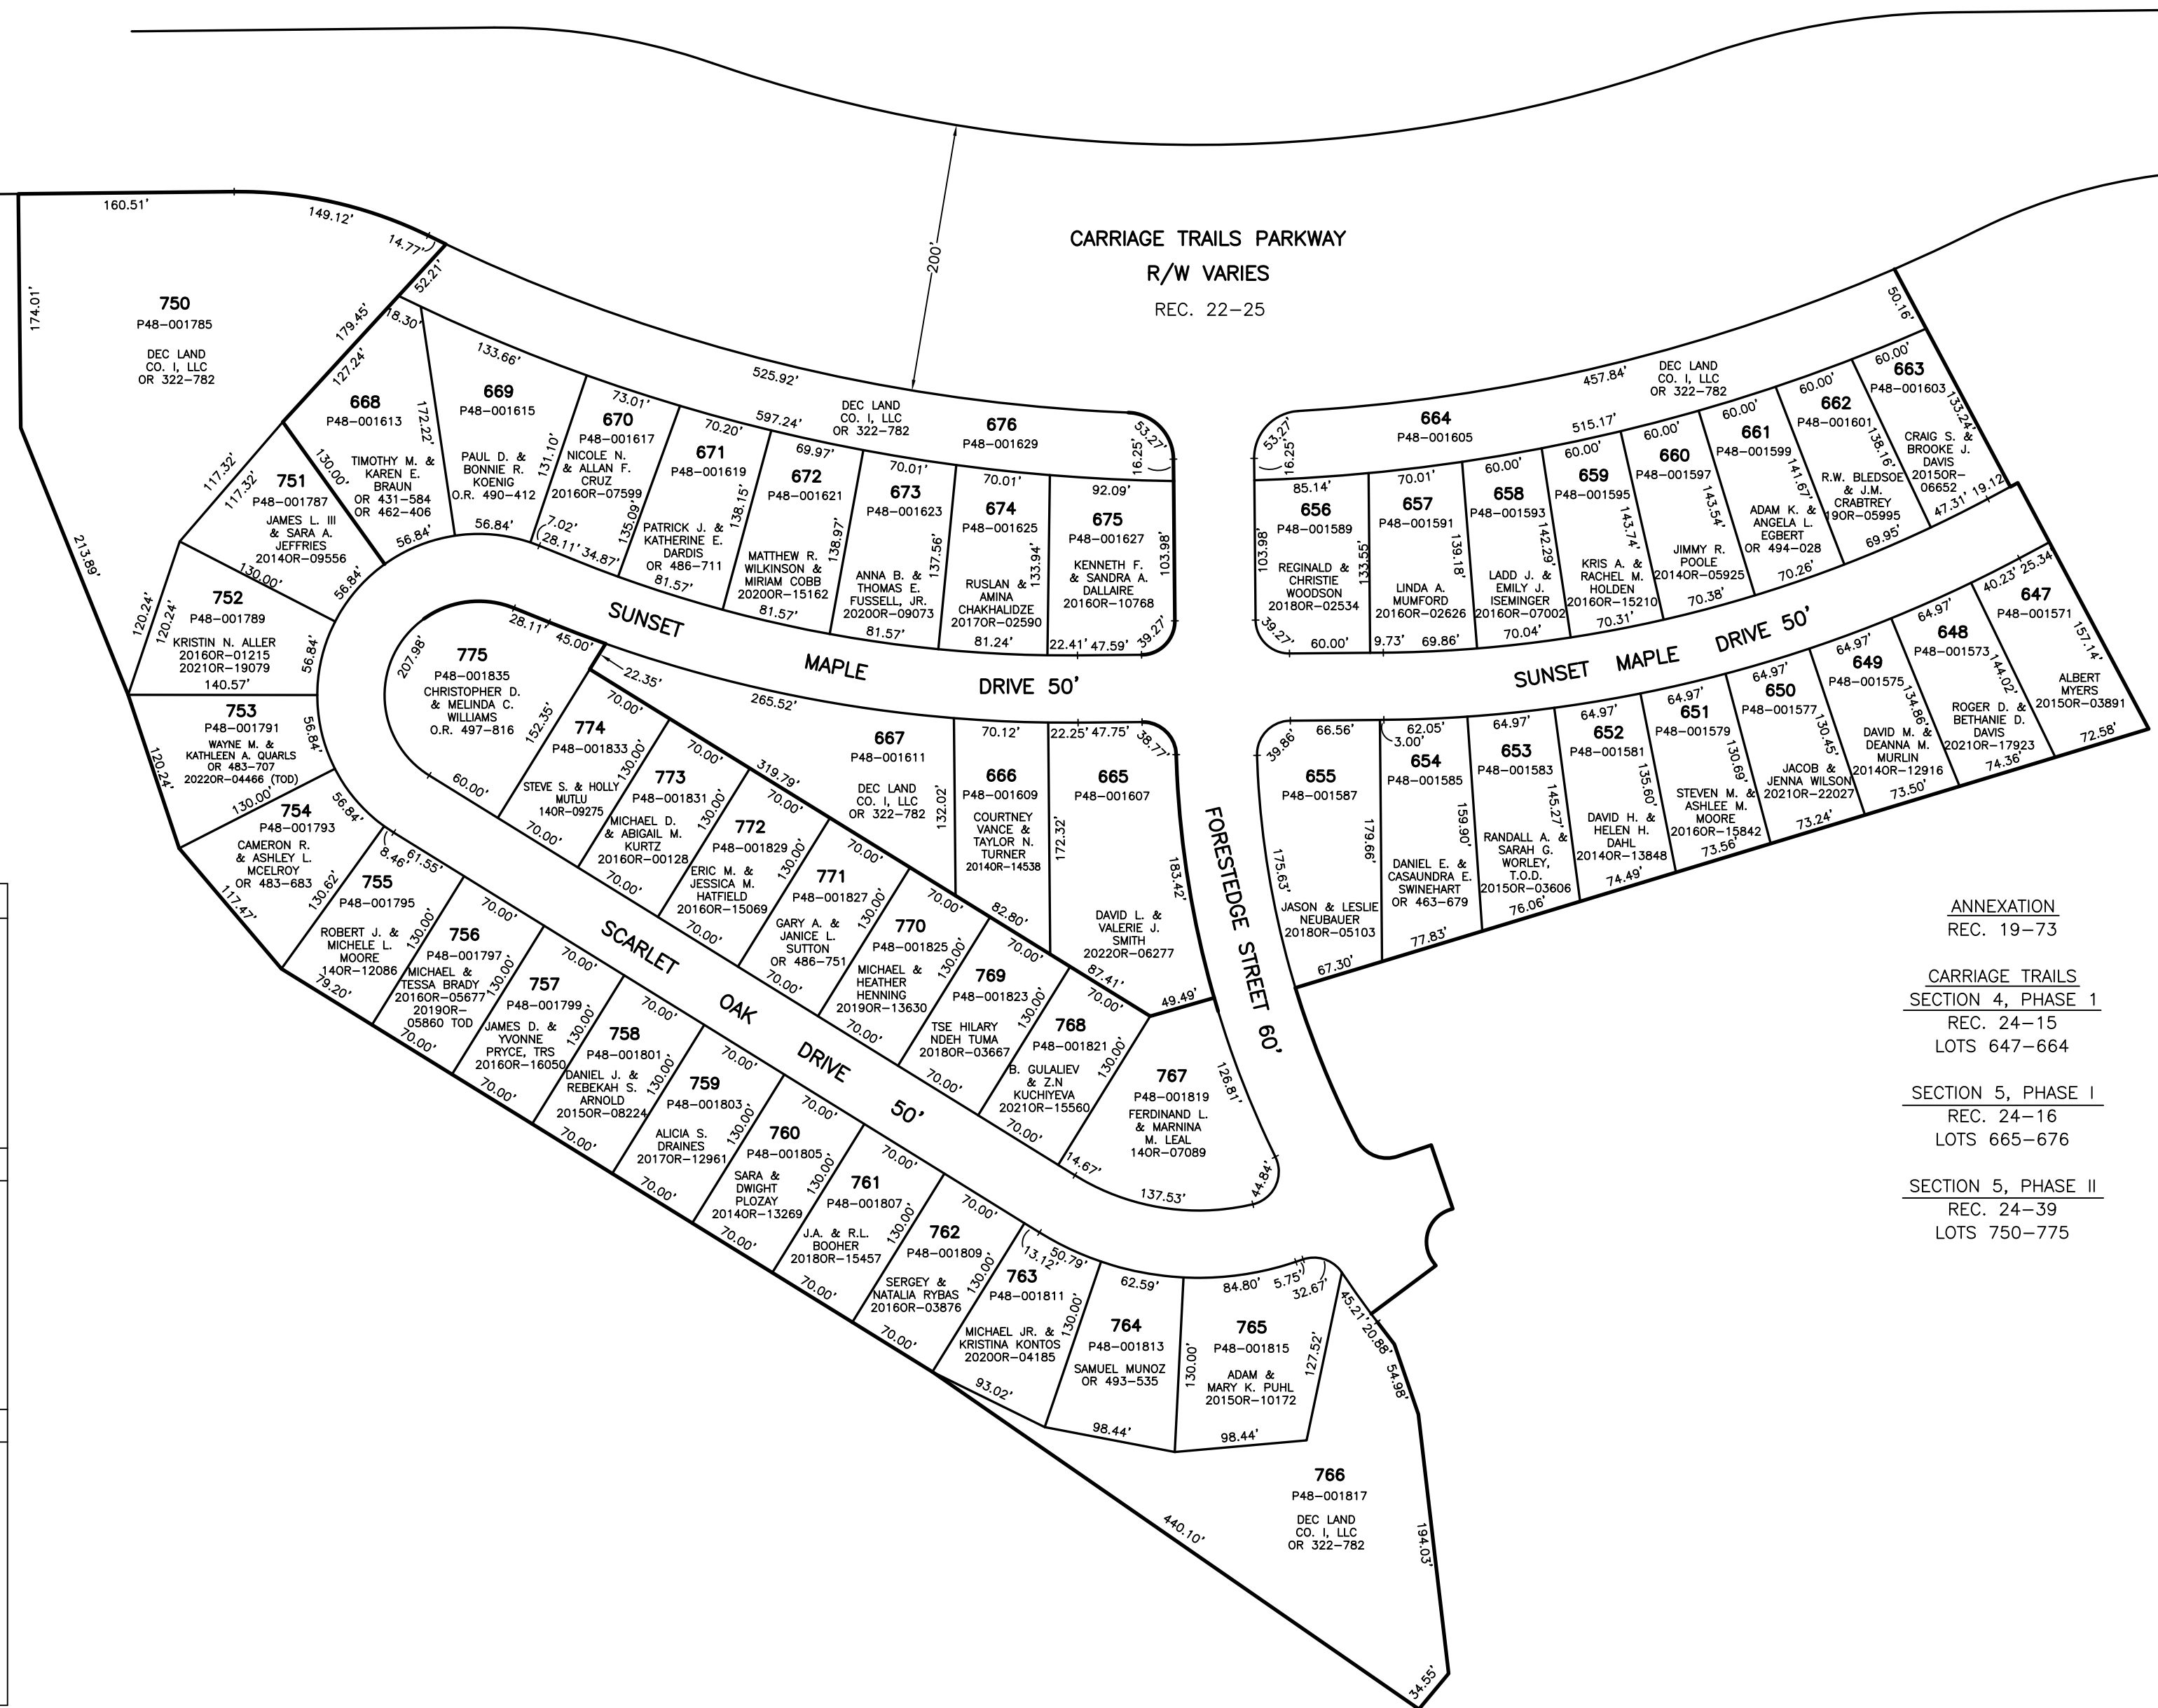 CARRIAGE TRAILS PARKWAY
R/W VARIES
REC. 22-25
200'
160.51'
149.12'
14.77'
52.21'
174.01'
179.45'
127.24'
213.89'
750
P48-001785
DEC LAND
CO. I, LLC
OR 322-782
117.32'
117.32'
751
P48-001787
JAMES L. III
& SARA A.
JEFFRIES
2014OR-09556
130.00'
56.84'
120.24'
120.24'
752
P48-001789
KRISTIN N. ALLER
2016OR-01215
2021OR-19079
140.57'
56.84'
753
P48-001791
WAYNE M. &
KATHLEEN A. QUARLS
OR 483-707
2022OR-04466 (TOD)
56.84'
120.24'
130.00'
754
P48-001793
CAMERON R.
& ASHLEY L.
MCELROY
OR 483-683
56.84'
117.47'
130.62'
8.46'
61.55'
755
P48-001795
ROBERT J. &
MICHELE L.
MOORE
14OR-12086
79.20'
130.00'
756
P48-001797
MICHAEL &
TESSA BRADY
2016OR-05677
2019OR-
05860 TOD
70.00'
70.00'
130.00'
757
P48-001799
JAMES D. &
YVONNE
PRYCE, TRS
2016OR-16050
70.00'
70.00'
130.00'
758
P48-001801
DANIEL J. &
REBEKAH S.
ARNOLD
2015OR-08224
70.00'
70.00'
130.00'
759
P48-001803
ALICIA S.
DRAINES
2017OR-12961
70.00'
70.00'
130.00'
760
P48-001805
SARA &
DWIGHT
PLOZAY
2014OR-13269
70.00'
70.00'
130.00'
761
P48-001807
J.A. & R.L.
BOOHER
2018OR-15457
70.00'
70.00'
130.00'
762
P48-001809
SERGEY &
NATALIA RYBAS
2016OR-03876
70.00'
70.00'
130.00'
13.12'
50.79'
763
P48-001811
MICHAEL JR. &
KRISTINA KONTOS
2020OR-04185
93.02'
130.00'
62.59'
764
P48-001813
SAMUEL MUNOZ
OR 493-535
98.44'
130.00'
84.80'
5.75'
32.67'
765
P48-001815
ADAM &
MARY K. PUHL
2015OR-10172
98.44'
127.52'
45.21'
20.88'
54.98'
766
P48-001817
DEC LAND
CO. I, LLC
OR 322-782
440.10'
194.03'
34.55'
668
P48-001613
TIMOTHY M. &
KAREN E.
BRAUN
OR 431-584
OR 462-406
18.30'
130.00'
56.84'
172.22'
669
P48-001615
PAUL D. &
BONNIE R.
KOENIG
O.R. 490-412
133.66'
56.84'
131.10'
670
P48-001617
NICOLE N.
& ALLAN F.
CRUZ
2016OR-07599
73.01'
7.02'
28.11'
34.87'
135.09'
671
P48-001619
PATRICK J. &
KATHERINE E.
DARDIS
OR 486-711
70.20'
81.57'
138.15'
672
P48-001621
MATTHEW R.
WILKINSON &
MIRIAM COBB
2020OR-15162
69.97'
81.57'
138.97'
673
P48-001623
ANNA B. &
THOMAS E.
FUSSELL, JR.
2020OR-09073
70.01'
81.57'
137.56'
674
P48-001625
RUSLAN &
AMINA
CHAKHALIDZE
2017OR-02590
70.01'
81.24'
133.94'
675
P48-001627
KENNETH F.
& SANDRA A.
DALLAIRE
2016OR-10768
92.09'
103.98'
22.41'
47.59'
39.27'
525.92'
597.24'
DEC LAND
CO. I, LLC
OR 322-782
676
P48-001629
53.27'
16.25'
53.27'
16.25'
664
P48-001605
457.84'
515.17'
DEC LAND
CO. I, LLC
OR 322-782
50.16'
85.14'
656
P48-001589
REGINALD &
CHRISTIE
WOODSON
2018OR-02534
103.98'
39.27'
60.00'
133.55'
70.01'
657
P48-001591
LINDA A.
MUMFORD
2016OR-02626
9.73'
69.86'
139.18'
60.00'
658
P48-001593
LADD J. &
EMILY J.
ISEMINGER
2016OR-07002
70.04'
142.29'
60.00'
659
P48-001595
KRIS A. &
RACHEL M.
HOLDEN
2016OR-15210
70.31'
143.74'
60.00'
660
P48-001597
JIMMY R.
POOLE
2014OR-05925
70.38'
143.54'
60.00'
661
P48-001599
ADAM K. &
ANGELA L.
EGBERT
OR 494-028
70.26'
141.67'
60.00'
662
P48-001601
R.W. BLEDSOE
& J.M.
CRABTREY
19OR-05995
69.95'
138.16'
60.00'
663
P48-001603
CRAIG S. &
BROOKE J.
DAVIS
2015OR-
06652
133.24'
47.31'
19.12'
SUNSET
MAPLE
DRIVE 50'
SUNSET MAPLE DRIVE 50'
207.98'
28.11'
45.00'
775
P48-001835
CHRISTOPHER D.
& MELINDA C.
WILLIAMS
O.R. 497-816
60.00'
152.35'
22.35'
70.00'
774
P48-001833
STEVE S. & HOLLY
MUTLU
14OR-09275
70.00'
130.00'
70.00'
773
P48-001831
MICHAEL D.
& ABIGAIL M.
KURTZ
2016OR-00128
70.00'
130.00'
70.00'
772
P48-001829
ERIC M. &
JESSICA M.
HATFIELD
2016OR-15069
70.00'
130.00'
70.00'
771
P48-001827
GARY A. &
JANICE L.
SUTTON
OR 486-751
70.00'
130.00'
70.00'
770
P48-001825
MICHAEL &
HEATHER
HENNING
2019OR-13630
70.00'
130.00'
70.00'
769
P48-001823
TSE HILARY
NDEH TUMA
2018OR-03667
70.00'
130.00'
70.00'
768
P48-001821
B. GULALIEV
& Z.N
KUCHIYEVA
2021OR-15560
70.00'
130.00'
767
P48-001819
FERDINAND L.
& MARNINA
M. LEAL
14OR-07089
14.67'
137.53'
44.84'
126.81'
49.49'
265.52'
319.79'
667
P48-001611
DEC LAND
CO. I, LLC
OR 322-782
132.02'
70.12'
666
P48-001609
COURTNEY
VANCE &
TAYLOR N.
TURNER
2014OR-14538
82.80'
172.32'
22.25'
47.75'
38.77'
665
P48-001607
DAVID L. &
VALERIE J.
SMITH
2022OR-06277
87.41'
183.42'
SCARLET
OAK
DRIVE
50'
FORESTEDGE STREET 60'
39.86'
66.56'
655
P48-001587
JASON & LESLIE
NEUBAUER
2018OR-05103
175.63'
67.30'
179.66'
62.05'
3.00'
654
P48-001585
DANIEL E. &
CASAUNDRA E.
SWINEHART
OR 463-679
77.83'
159.90'
64.97'
653
P48-001583
RANDALL A. &
SARAH G.
WORLEY,
T.O.D.
2015OR-03606
76.06'
145.27'
64.97'
652
P48-001581
DAVID H. &
HELEN H.
DAHL
2014OR-13848
74.49'
135.60'
64.97'
651
P48-001579
STEVEN M. &
ASHLEE M.
MOORE
2016OR-15842
73.56'
130.69'
64.97'
650
P48-001577
JACOB &
JENNA WILSON
2021OR-22027
73.24'
130.45'
64.97'
649
P48-001575
DAVID M. &
DEANNA M.
MURLIN
2014OR-12916
73.50'
134.86'
64.97'
648
P48-001573
ROGER D. &
BETHANIE D.
DAVIS
2021OR-17923
74.36'
144.02'
40.23'
25.34'
647
P48-001571
ALBERT
MYERS
2015OR-03891
157.14'
72.58'
ANNEXATION
REC. 19-73
CARRIAGE TRAILS
SECTION 4, PHASE 1
REC. 24-15
LOTS 647-664
SECTION 5, PHASE I
REC. 24-16
LOTS 665-676
SECTION 5, PHASE II
REC. 24-39
LOTS 750-775